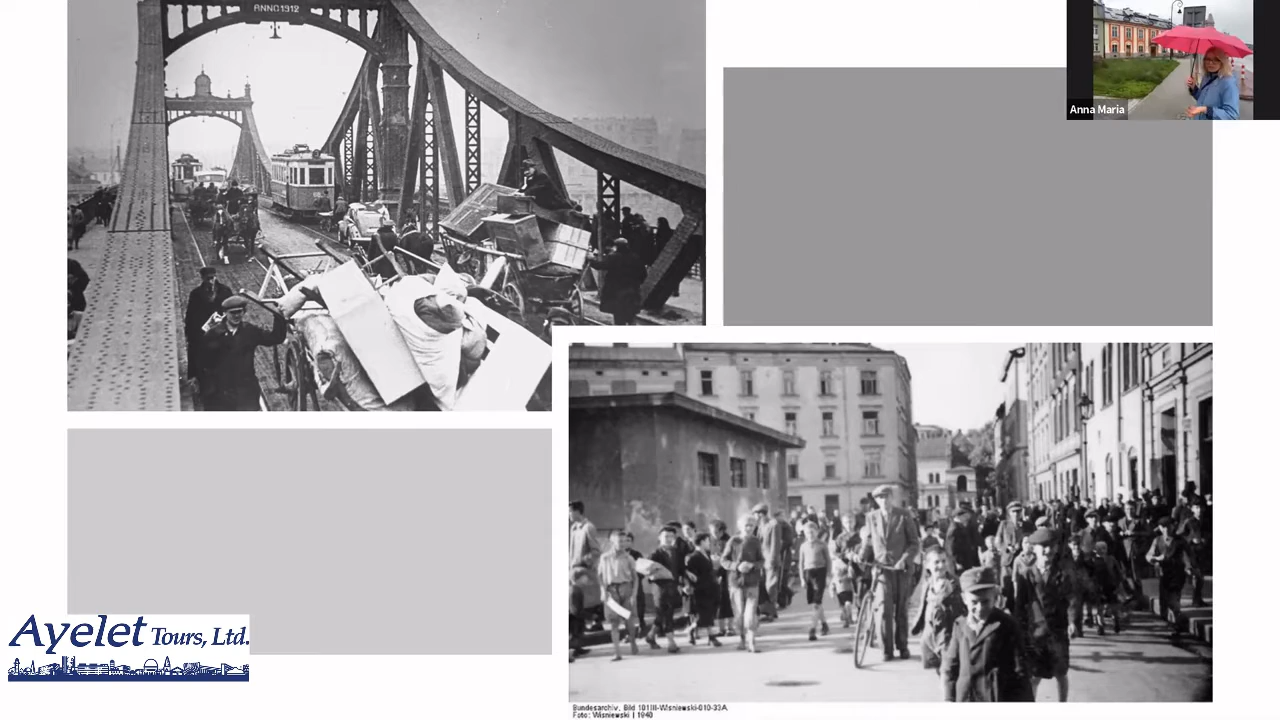 ANNO 1912
Anna Maria
Ayelet Tours, Ltd.
Bundesarchiv, Bild 101III-Wisniewski-010-33A
Foto: Wisniewski | 1940